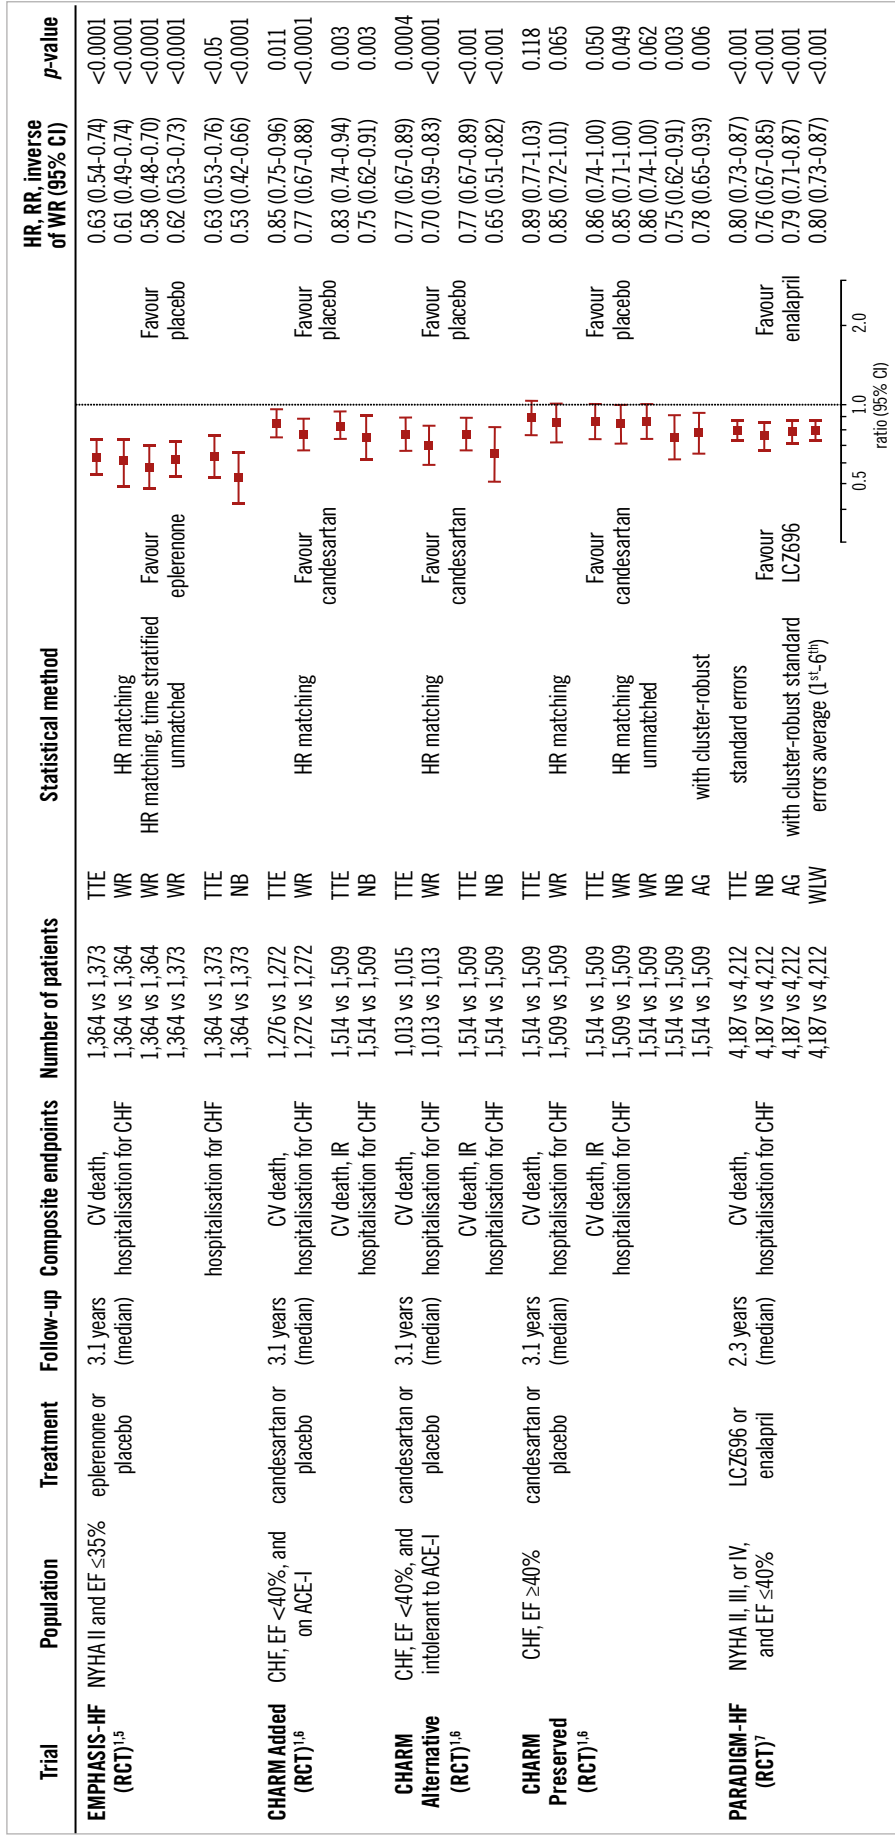 Trial Population Treatment Follow-up Composite endpoints Number of patients Statistical method HR, RR, inverse of WR (95% CI) p-value
EMPHASIS-HF NYHA II and EF ≤35% eplerenone or 3.1 years CV death, 1,364 vs 1,373 TTE 0.63 (0.54-0.74) <0.0001
(RCT)1,5 placebo (median) hospitalisation for CHF 1,364 vs 1,364 WR HR matching 0.61 (0.49-0.74) <0.0001
1,364 vs 1,364 WR HR matching, time stratified Favour Favour 0.58 (0.48-0.70) <0.0001
1,364 vs 1,373 WR unmatched eplerenone placebo 0.62 (0.53-0.73) <0.0001
hospitalisation for CHF 1,364 vs 1,373 TTE 0.63 (0.53-0.76) <0.05
1,364 vs 1,373 NB 0.53 (0.42-0.66) <0.0001
CHARM Added CHF, EF <40%, and candesartan or 3.1 years CV death, 1,276 vs 1,272 TTE 0.85 (0.75-0.96) 0.011
(RCT)1,6 on ACE-I placebo (median) hospitalisation for CHF 1,272 vs 1,272 WR HR matching Favour candesartan Favour placebo 0.77 (0.67-0.88) <0.0001
CV death, IR 1,514 vs 1,509 TTE 0.83 (0.74-0.94) 0.003
hospitalisation for CHF 1,514 vs 1,509 NB 0.75 (0.62-0.91) 0.003
CHARM CHF, EF <40%, and candesartan or 3.1 years CV death, 1,013 vs 1,015 TTE 0.77 (0.67-0.89) 0.0004
Alternative intolerant to ACE-I placebo (median) hospitalisation for CHF 1,013 vs 1,013 WR HR matching Favour candesartan Favour placebo 0.70 (0.59-0.83) <0.0001
(RCT)1,6 CV death, IR 1,514 vs 1,509 TTE 0.77 (0.67-0.89) <0.001
hospitalisation for CHF 1,514 vs 1,509 NB 0.65 (0.51-0.82) <0.001
CHARM CHF, EF ≥40% candesartan or 3.1 years CV death, 1,514 vs 1,509 TTE 0.89 (0.77-1.03) 0.118
Preserved placebo (median) hospitalisation for CHF 1,509 vs 1,509 WR HR matching 0.85 (0.72-1.01) 0.065
(RCT)1,6 CV death, IR 1,514 vs 1,509 TTE Favour Favour 0.86 (0.74-1.00) 0.050
hospitalisation for CHF 1,509 vs 1,509 WR HR matching candesartan placebo 0.85 (0.71-1.00) 0.049
1,514 vs 1,509 WR unmatched 0.86 (0.74-1.00) 0.062
1,514 vs 1,509 NB 0.75 (0.62-0.91) 0.003
1,514 vs 1,509 AG with cluster-robust 0.78 (0.65-0.93) 0.006
PARADIGM-HF NYHA II, III, or IV, LCZ696 or 2.3 years CV death, 4,187 vs 4,212 TTE standard errors 0.80 (0.73-0.87) <0.001
(RCT)7 and EF ≤40% enalapril (median) hospitalisation for CHF 4,187 vs 4,212 NB Favour Favour 0.76 (0.67-0.85) <0.001
4,187 vs 4,212 AG with cluster-robust standard LCZ696 enalapril 0.79 (0.71-0.87) <0.001
4,187 vs 4,212 WLW errors average (1st-6th) 0.80 (0.73-0.87) <0.001
0.5 1.0 2.0
ratio (95% CI)